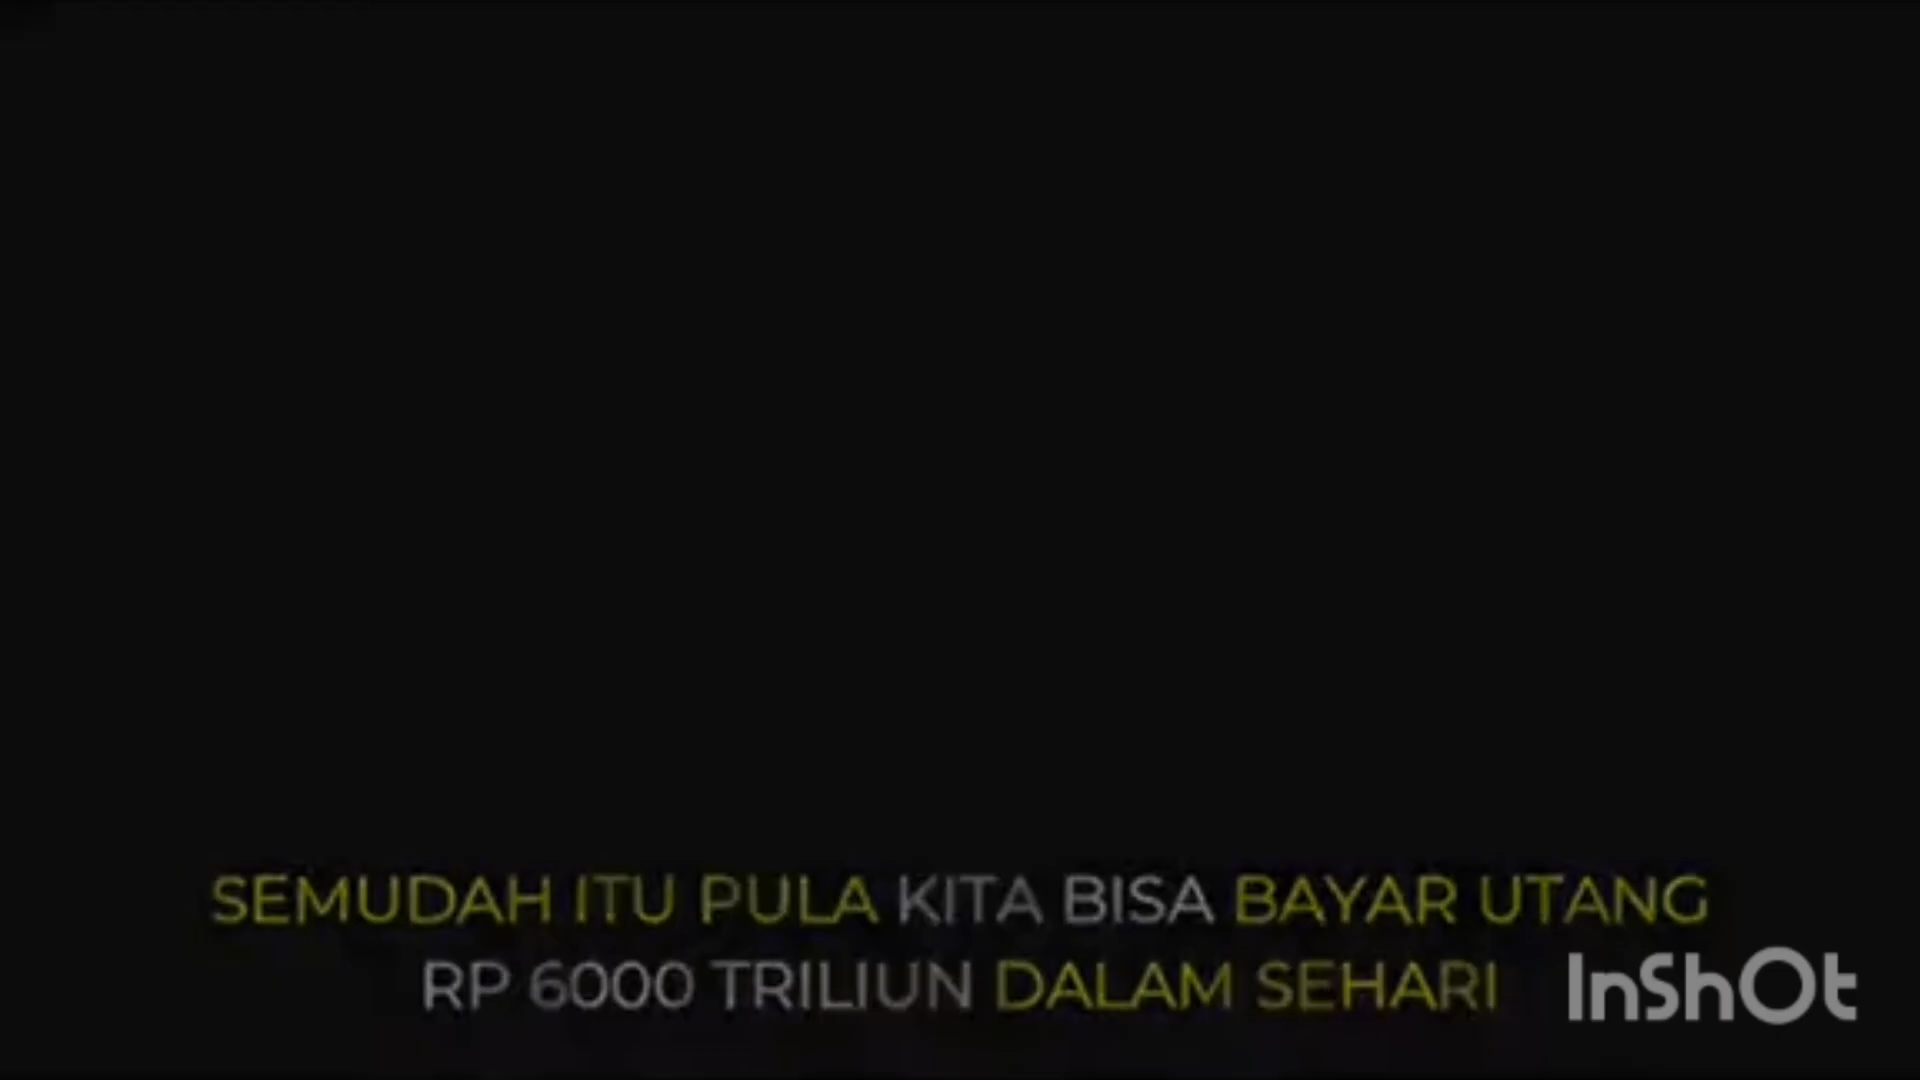 SEMUDAH ITU PULA KITA BISA BAYAR UTANG
RP 6000 TRILIUN DALAM SEHARI
InShOt